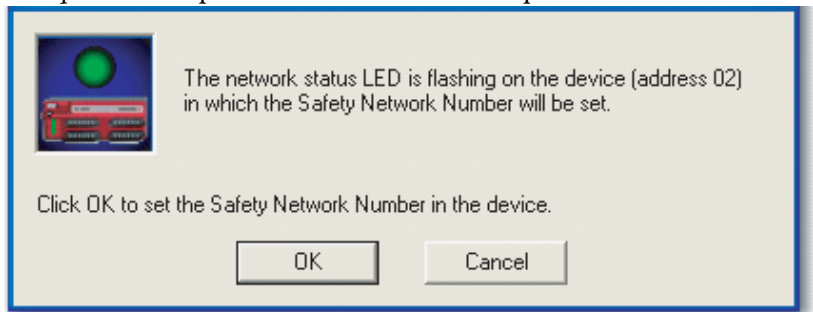 The network status LED is flashing on the device (address 02)
in which the Safety Network Number will be set.
Click OK to set the Safety Network Number in the device.
OK
Cancel